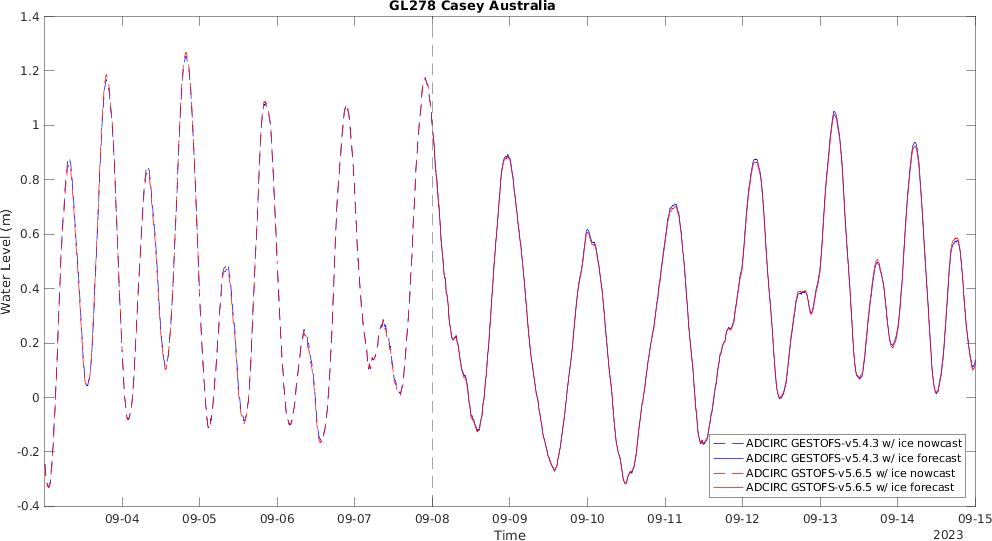 GL278 Casey Australia
1.4
1.2
1
0.8
0.6
0.4
0.2
0
-0.2
-0.4
Water Level (m)
09-04 09-05 09-06 09-07 09-08 09-09 09-10 09-11 09-12 09-13 09-14 09-15
Time
2023
ADCIRC GESTOFS-v5.4.3 w/ ice nowcast
ADCIRC GESTOFS-v5.4.3 w/ ice forecast
ADCIRC GSTOFS-v5.6.5 w/ ice nowcast
ADCIRC GSTOFS-v5.6.5 w/ ice forecast